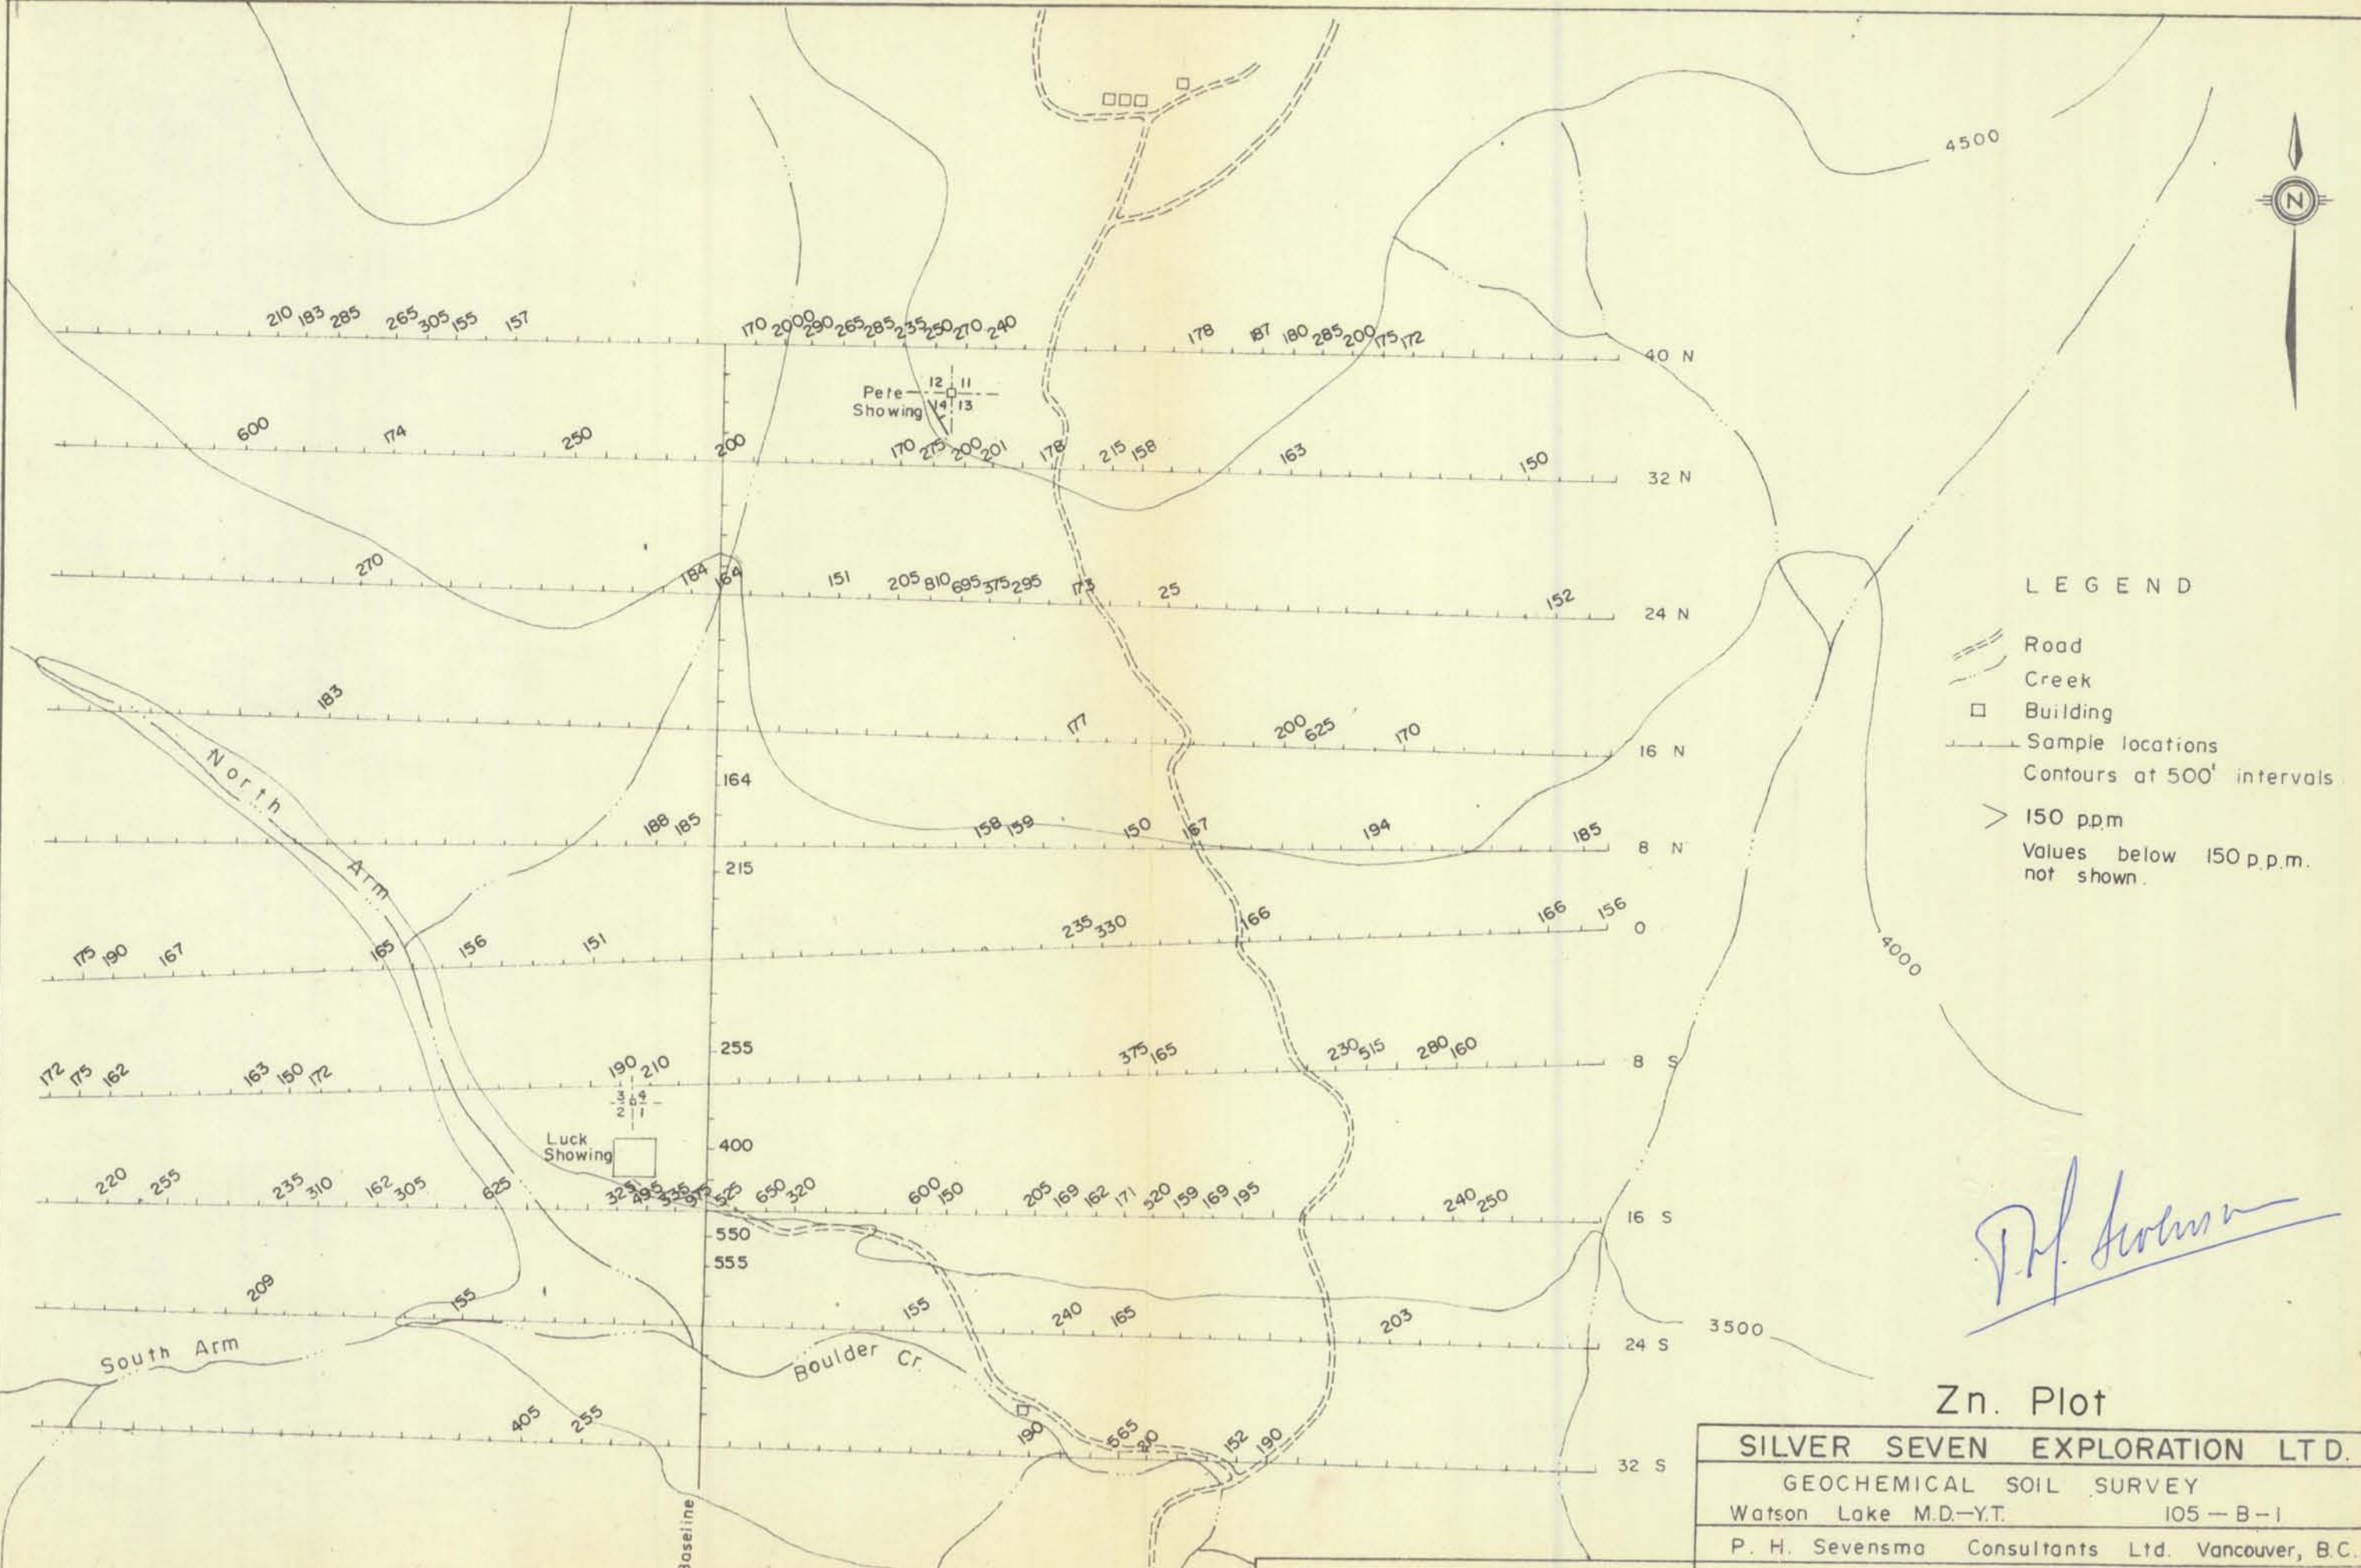 4500
N
210 183 285 265 305 155 157 170 2000 290 265 285 235 250 270 240 178 187 180 285 200 175 172 40 N
Pete Showing
12 11
14 13
600 174 250 200 170 275 200 201 178 215 158 163 150 32 N
270 184 164 151 205 810 695 375 295 173 25 152 24 N
LEGEND
Road
Creek
Building
Sample locations
Contours at 500' intervals
> 150 p.p.m
Values below 150 p.p.m.
not shown.
183 177 200 625 170 16 N
North Arm
164
188 185 158 159 150 167 194 185 8 N
215
175 190 167 165 156 151 235 330 166 166 156 0
4000
255
172 175 162 163 150 172 190 210 375 165 230 515 280 160 8 S
3 4
2 1
Luck
Showing
400
220 255 235 310 162 305 625 325 495 335 975 525 650 320 600 150 205 169 162 171 520 159 169 195 240 250 16 S
550
555
209 155 155 240 165 203 24 S
3500
South Arm
Boulder Cr.
405 255 190 565 152 190 32 S
Baseline
Zn. Plot
SILVER SEVEN EXPLORATION LTD.
GEOCHEMICAL SOIL SURVEY
Watson Lake M.D.—Y.T. 105—B—1
P. H. Sevensma Consultants Ltd. Vancouver, B.C.